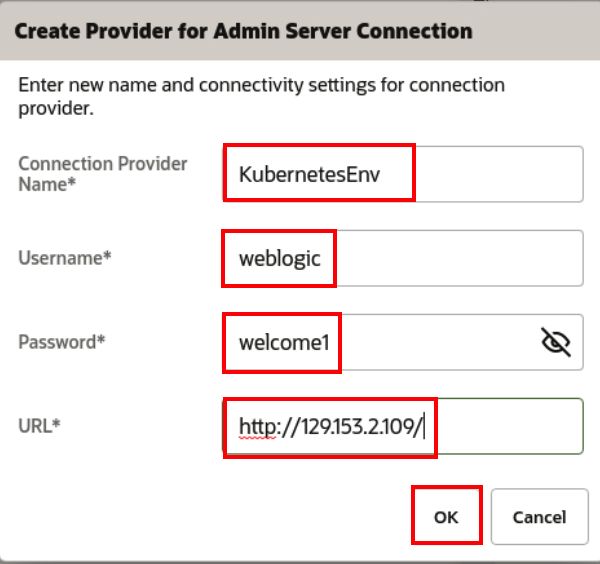 Create Provider for Admin Server Connection
Enter new name and connectivity settings for connection
provider.
Connection Provider
Name*
KubernetesEnv
Username*
weblogic
Password*
welcome1
URL*
http://129.153.2.109/
OK
Cancel